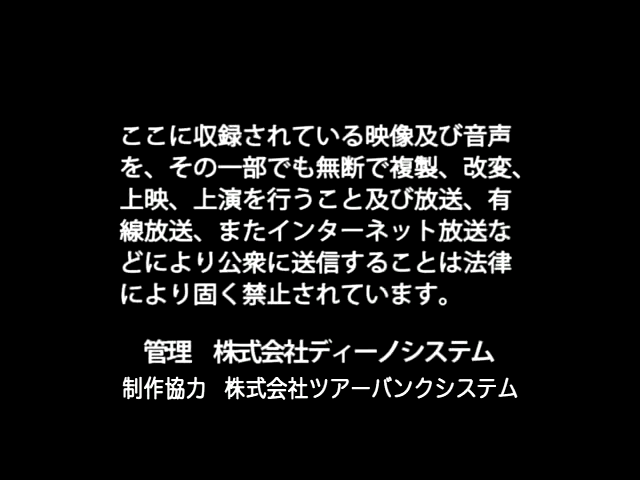 ここに収録されている映像及び音声
を、その一部でも無断で複製、改変、
上映、上演を行うこと及び放送、有
線放送、またインターネット放送な
どにより公衆に送信することは法律
により固く禁止されています。
管理　株式会社ディーノシステム
制作協力　株式会社ツアーバンクシステム